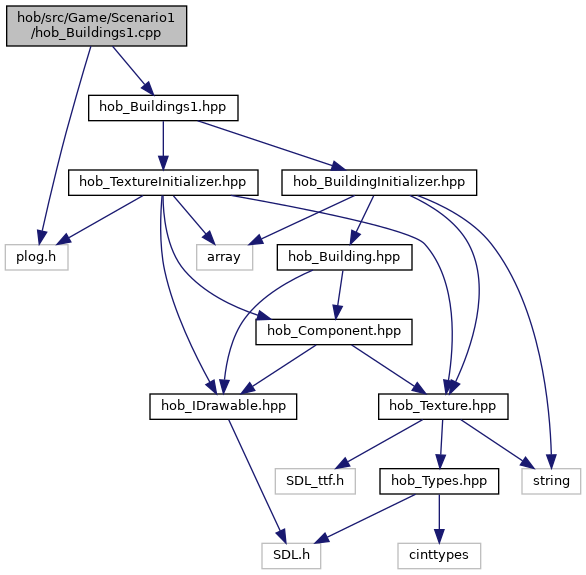 hob/src/Game/Scenario1
/hob_Buildings1.cpp
hob_Buildings1.hpp
hob_TextureInitializer.hpp
hob_BuildingInitializer.hpp
plog.h
array
hob_Building.hpp
hob_Component.hpp
hob_IDrawable.hpp
hob_Texture.hpp
SDL_ttf.h
hob_Types.hpp
string
SDL.h
cinttypes